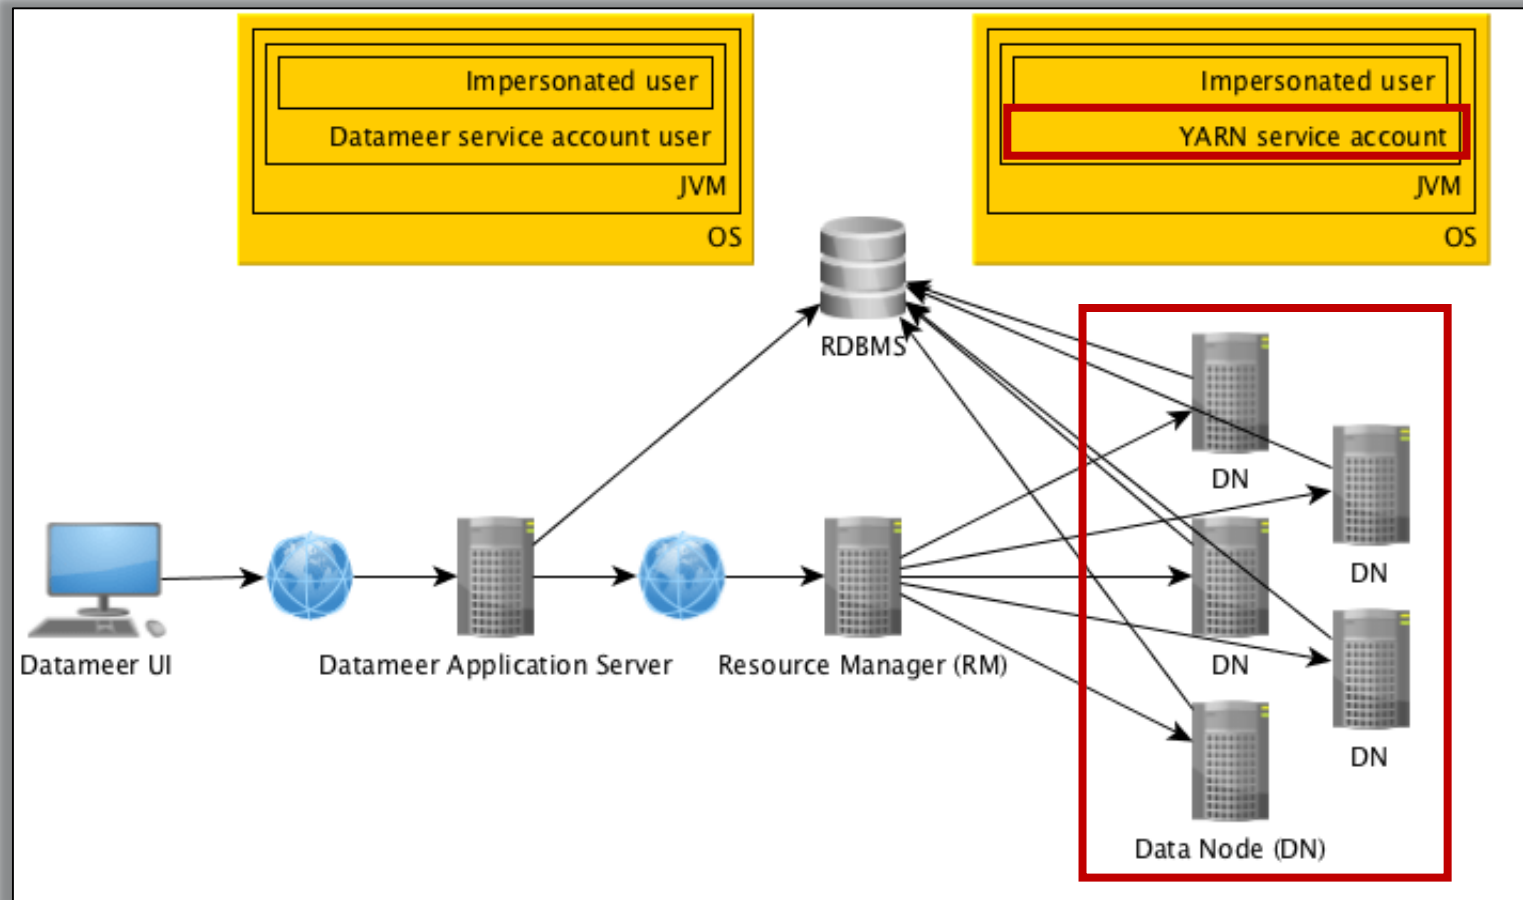 Impersonated user
Datameer service account user
JVM
OS
Impersonated user
YARN service account
JVM
OS
RDBMS
DN
DN
Datameer UI
Datameer Application Server
Resource Manager (RM)
DN
DN
Data Node (DN)